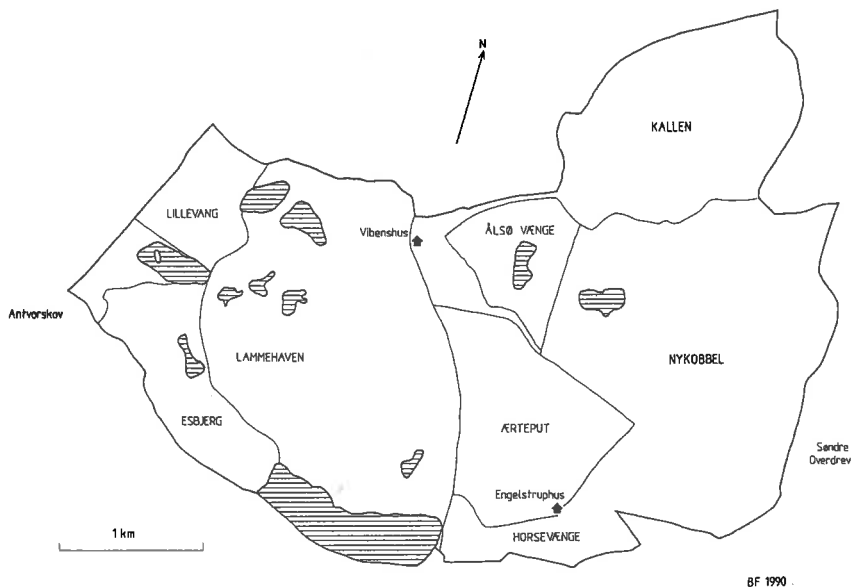 N
KALLEN
LILLEVANG
Vibenshus
ÅLSØ VÆNGE
Antvorskov
LAMMEHAVEN
NYKOBBEL
ESBJERG
ÆRTEPUT
Søndre
Overdrev
Engelstruphus
1 km
HORSEVÆNGE
BF 1990